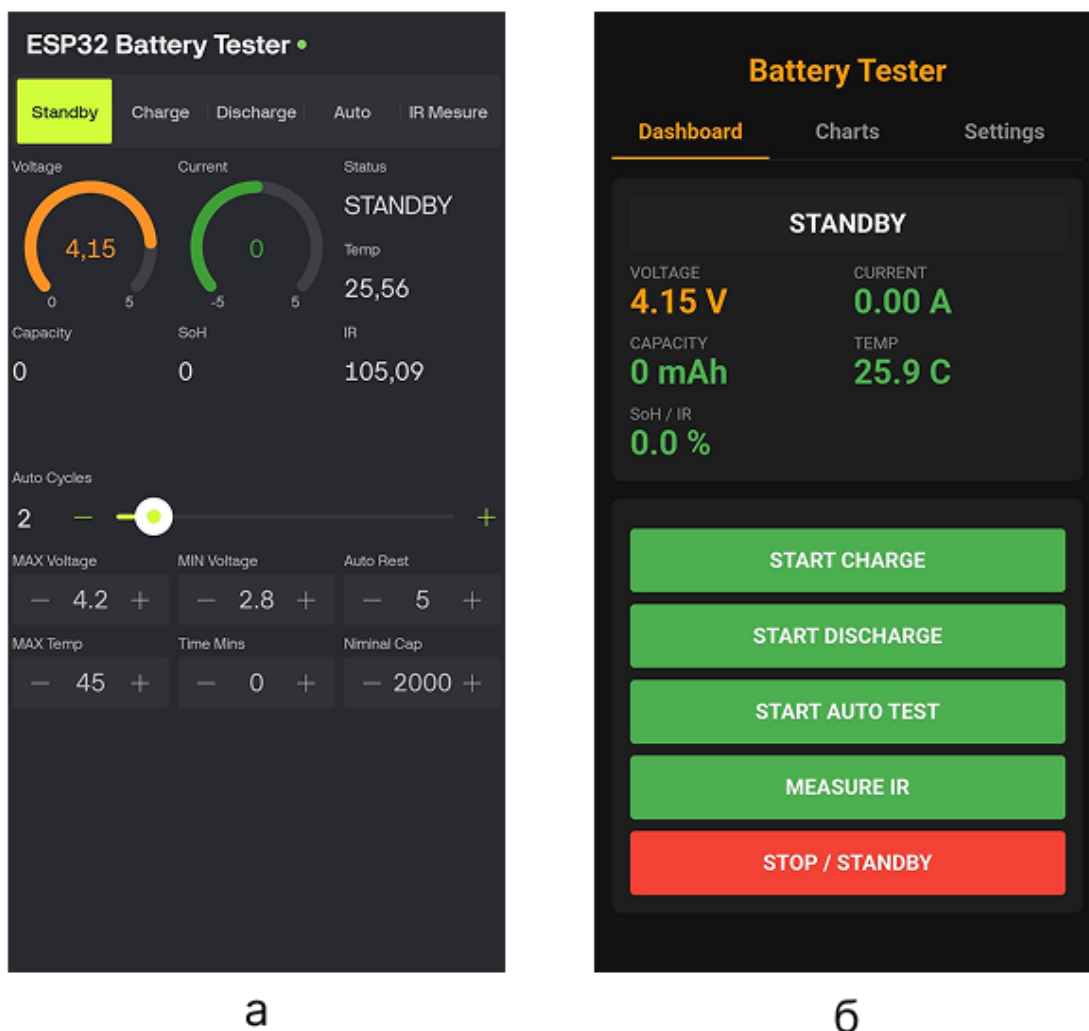 ESP32 Battery Tester
Standby Charge Discharge Auto IR Mesure
Voltage Current Status
4,15 0 STANDBY
0 5 -5 5
Temp
25,56
Capacity SoH IR
0 0 105,09
Auto Cycles
2 − +
MAX Voltage MIN Voltage Auto Rest
− 4.2 + − 2.8 + − 5 +
MAX Temp Time Mins Niminal Cap
− 45 + − 0 + − 2000 +
а
Battery Tester
Dashboard Charts Settings
STANDBY
VOLTAGE CURRENT
4.15 V 0.00 A
CAPACITY TEMP
0 mAh 25.9 C
SoH / IR
0.0 %
START CHARGE
START DISCHARGE
START AUTO TEST
MEASURE IR
STOP / STANDBY
б